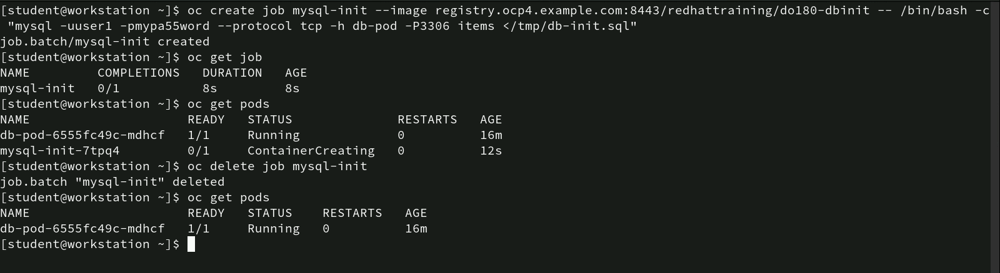 [student@workstation ~]$ oc create job mysql-init --image registry.ocp4.example.com:8443/redhattraining/do180-dbinit -- /bin/bash -c
"mysql -uuser1 -pmypa55word --protocol tcp -h db-pod -P3306 items </tmp/db-init.sql"
job.batch/mysql-init created
[student@workstation ~]$ oc get job
NAME         COMPLETIONS   DURATION   AGE
mysql-init   0/1           8s         8s
[student@workstation ~]$ oc get pods
NAME                     READY   STATUS              RESTARTS   AGE
db-pod-6555fc49c-mdhcf   1/1     Running             0          16m
mysql-init-7tpq4         0/1     ContainerCreating   0          12s
[student@workstation ~]$ oc delete job mysql-init
job.batch "mysql-init" deleted
[student@workstation ~]$ oc get pods
NAME                     READY   STATUS    RESTARTS   AGE
db-pod-6555fc49c-mdhcf   1/1     Running   0          16m
[student@workstation ~]$